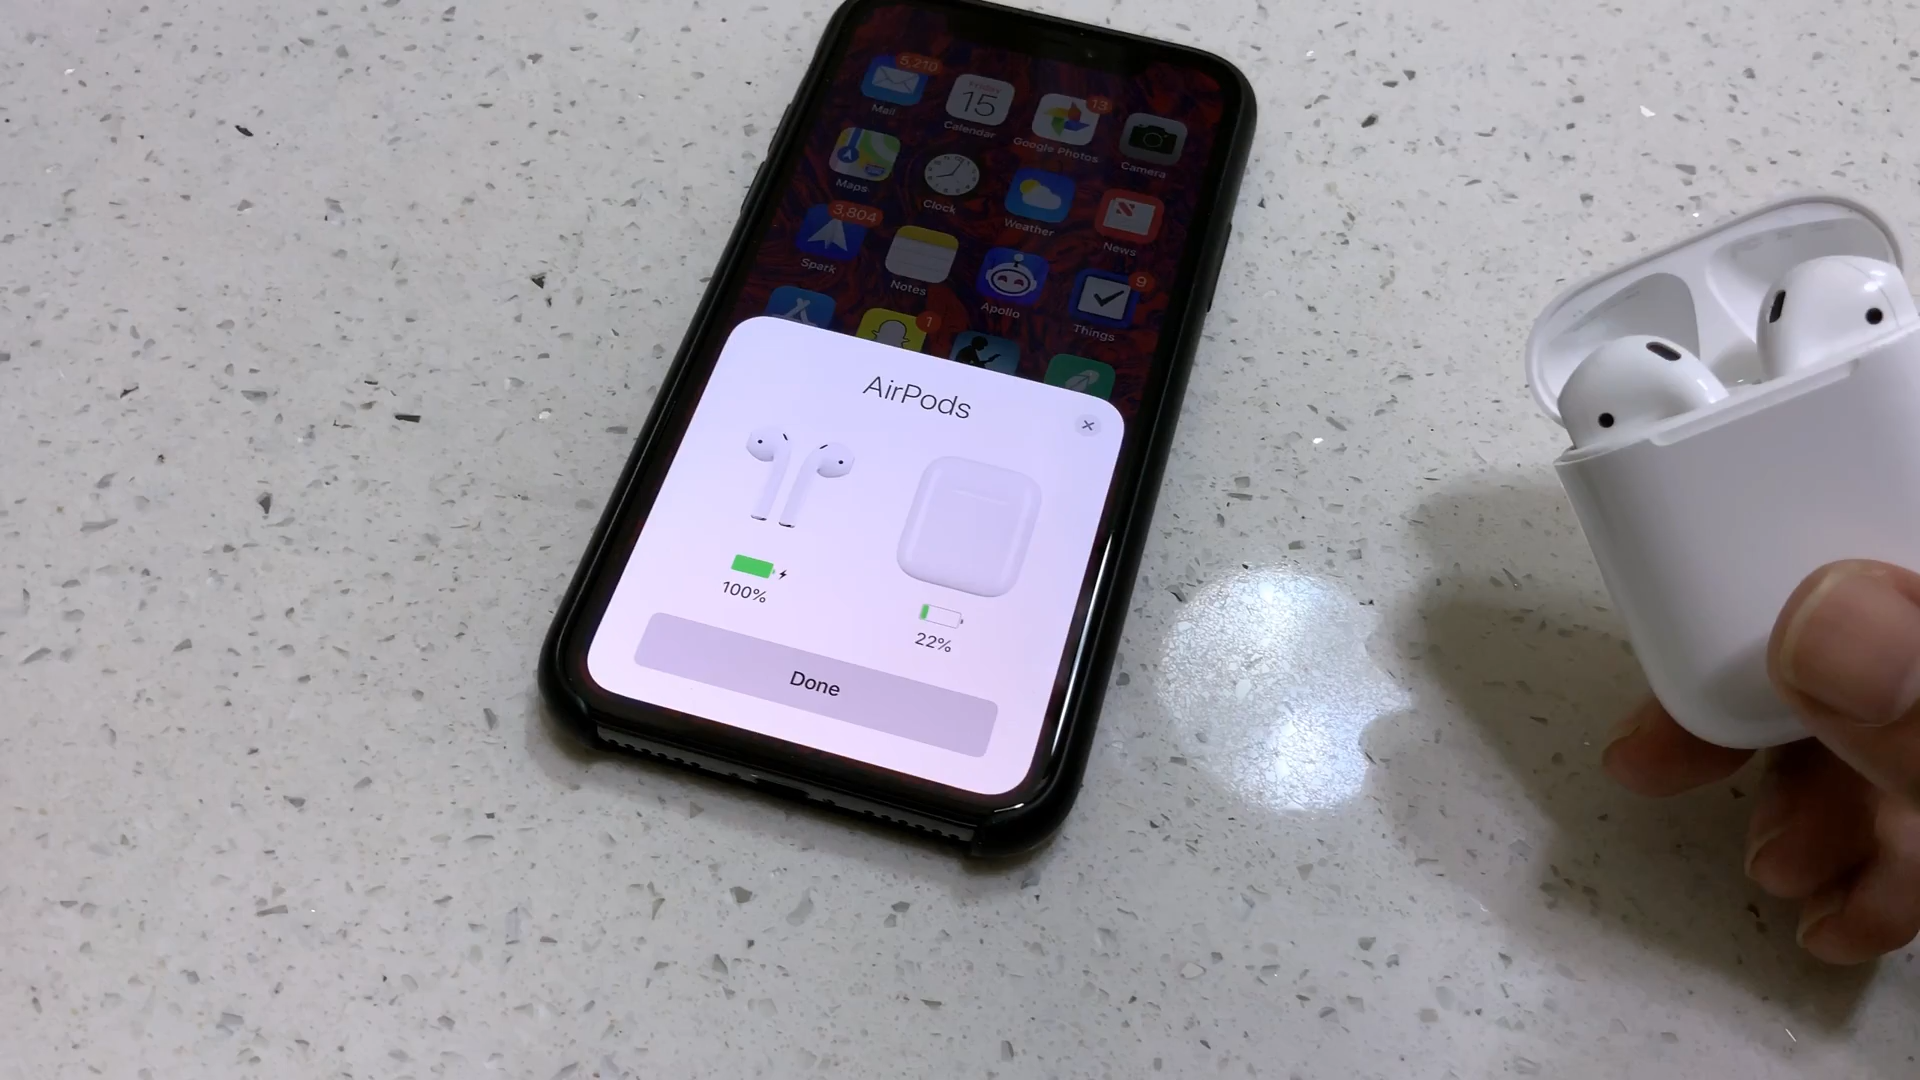 5,210
Mail
FRIDAY
15
Calendar
13
Google Photos
Camera
Maps
Clock
Weather
News
3,804
Spark
Notes
Apollo
9
Things
1
AirPods
100%
22%
Done